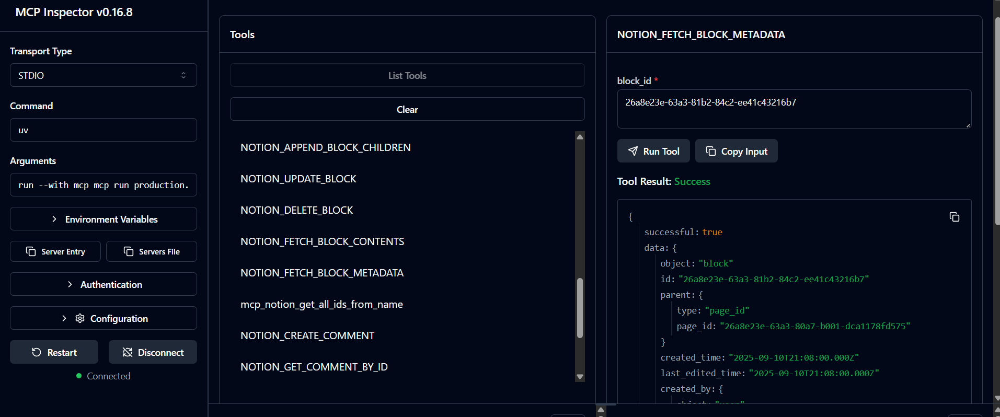 MCP Inspector v0.16.8
Transport Type
STDIO
Command
uv
Arguments
run --with mcp mcp run production.
Environment Variables
Server Entry
Servers File
Authentication
Configuration
Restart
Disconnect
Connected
Tools
List Tools
Clear
NOTION_APPEND_BLOCK_CHILDREN
NOTION_UPDATE_BLOCK
NOTION_DELETE_BLOCK
NOTION_FETCH_BLOCK_CONTENTS
NOTION_FETCH_BLOCK_METADATA
mcp_notion_get_all_ids_from_name
NOTION_CREATE_COMMENT
NOTION_GET_COMMENT_BY_ID
NOTION_FETCH_BLOCK_METADATA
block_id *
26a8e23e-63a3-81b2-84c2-ee41c43216b7
Run Tool
Copy Input
Tool Result: Success
{
successful: true
data: {
object: "block"
id: "26a8e23e-63a3-81b2-84c2-ee41c43216b7"
parent: {
type: "page_id"
page_id: "26a8e23e-63a3-80a7-b001-dca1178fd575"
}
created_time: "2025-09-10T21:08:00.000Z"
last_edited_time: "2025-09-10T21:08:00.000Z"
created_by: {
object: "user"